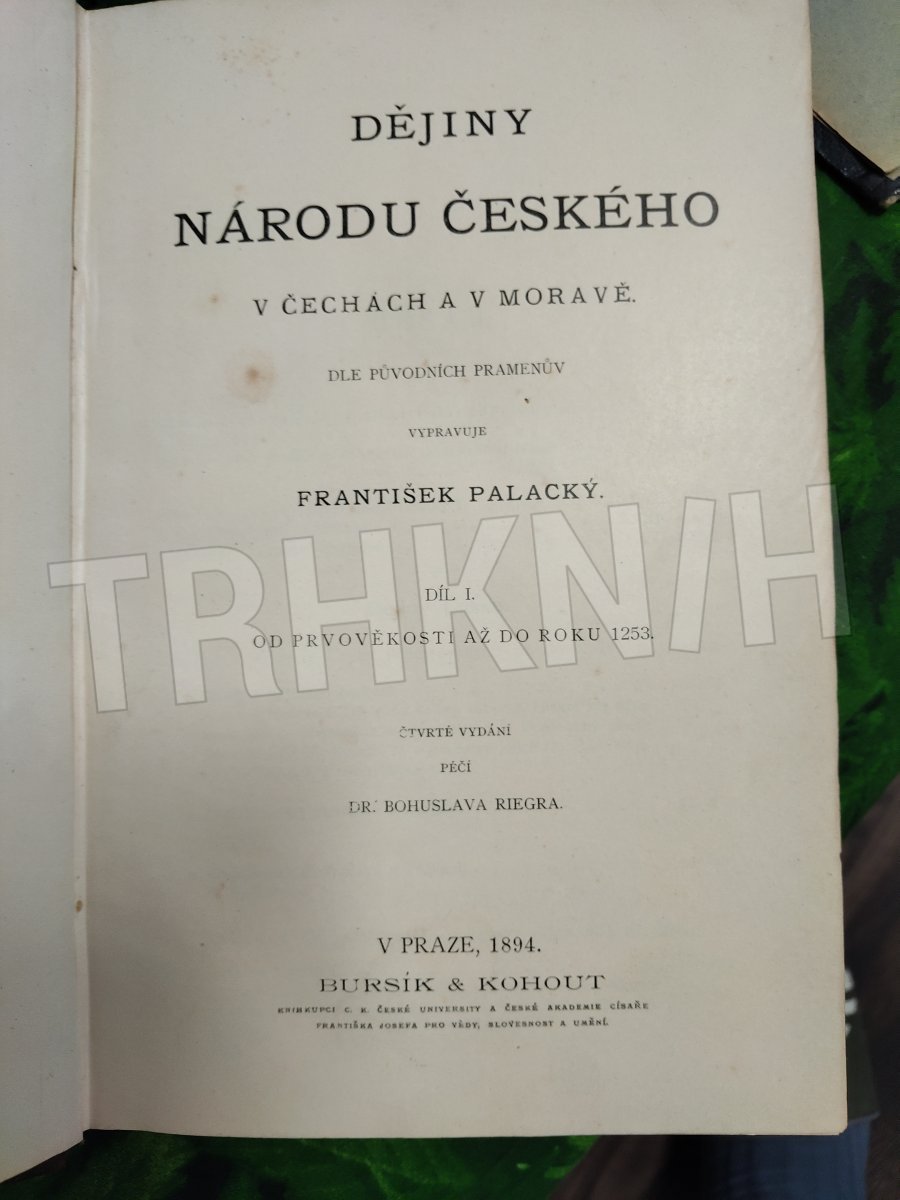 DĚJINY
NÁRODU ČESKÉHO
V ČECHÁCH A V MORAVĚ.
DLE PŮVODNÍCH PRAMENŮV
VYPRAVUJE
FRANTIŠEK PALACKÝ.
TRHKNIH
DÍL I.
OD PRVOVĚKOSTI AŽ DO ROKU 1253.
ČTVRTÉ VYDÁNÍ
PÉČÍ
DR. BOHUSLAVA RIEGRA.
V PRAZE, 1894.
BURSÍK & KOHOUT
KNIHKUPCI C. K. ČESKÉ UNIVERSITY A ČESKÉ AKADEMIE CÍSAŘE
FRANTIŠKA JOSEFA PRO VĚDY, SLOVESNOST A UMĚNÍ.